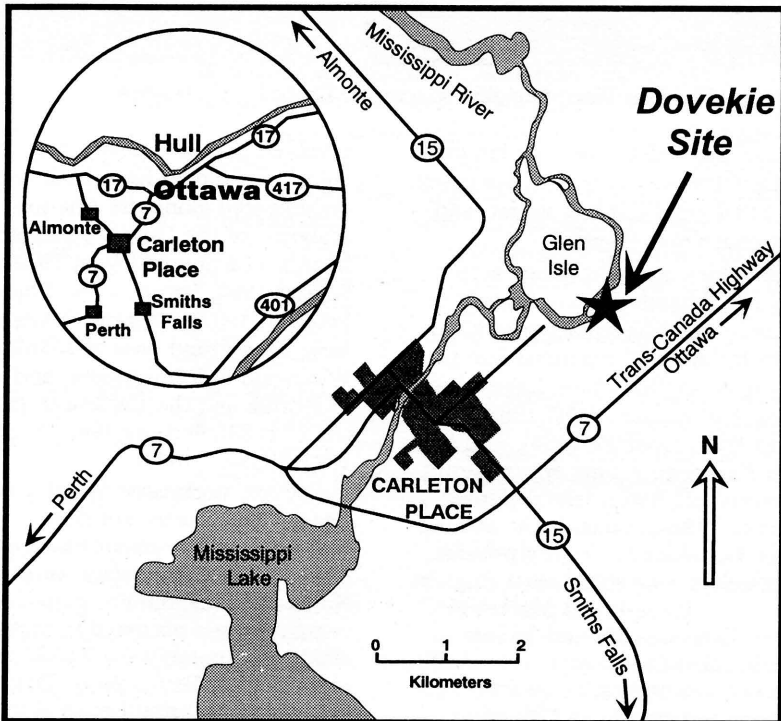 Hull
17
17
Ottawa
417
7
Almonte
Carleton
Place
7
Smiths
Falls
Perth
401
Almonte
15
Mississippi River
Dovekie
Site
Glen
Isle
Trans-Canada Highway
Ottawa
7
7
Perth
CARLETON
PLACE
N
Mississippi
Lake
15
Smiths Falls
0 1 2
Kilometers